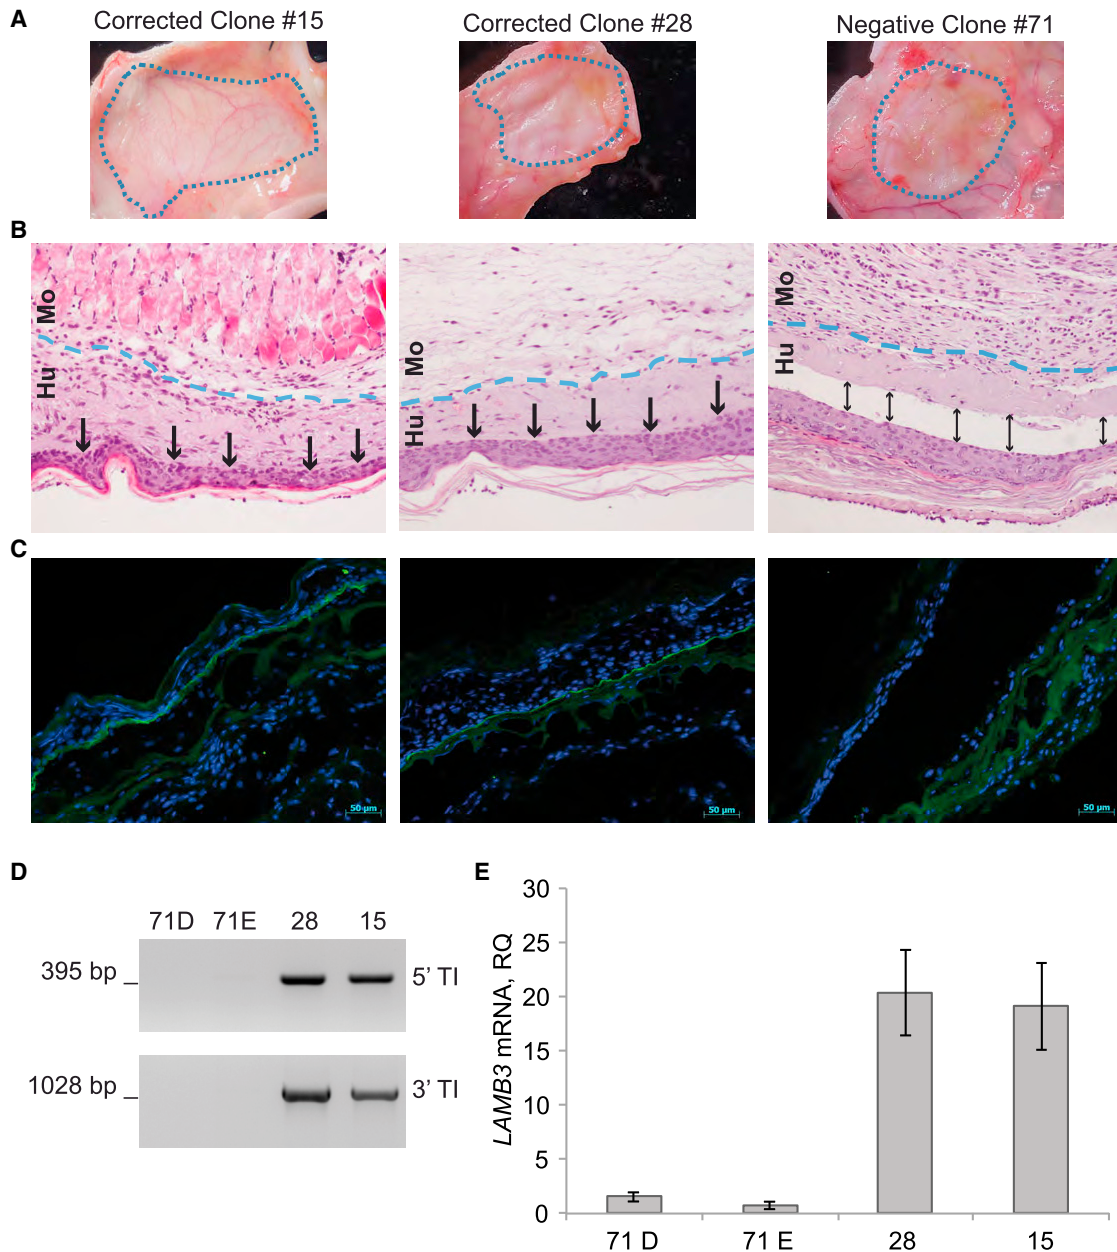 A
Corrected Clone #15
Corrected Clone #28
Negative Clone #71
B
Mo
Hu
Mo
Hu
Mo
Hu
C
50 µm
50 µm
50 µm
D
71D 71E 28 15
395 bp
5’ TI
1028 bp
3’ TI
E
LAMB3 mRNA, RQ
30
25
20
15
10
5
0
71 D
71 E
28
15